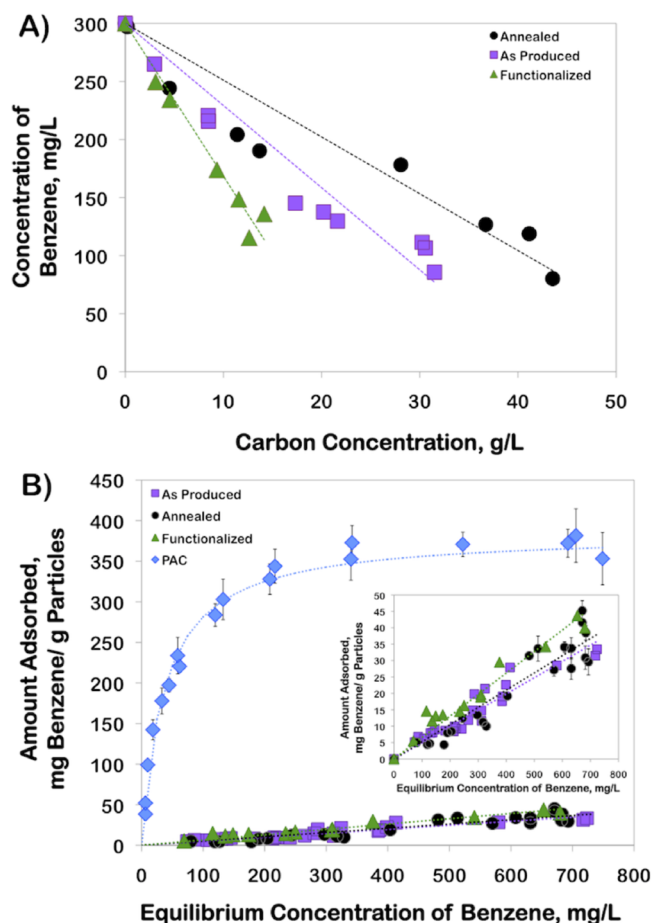 A)
300
250
200
150
100
50
0
Concentration of
Benzene, mg/L
Annealed
As Produced
Functionalized
0 10 20 30 40 50
Carbon Concentration, g/L
B)
450
400
350
300
250
200
150
100
50
0
Amount Adsorbed,
mg Benzene/ g Particles
As Produced
Annealed
Functionalized
PAC
50
45
40
35
30
25
20
15
10
5
0
Amount Adsorbed,
mg Benzene/ g Particles
0 100 200 300 400 500 600 700 800
Equilibrium Concentration of Benzene, mg/L
0 100 200 300 400 500 600 700 800
Equilibrium Concentration of Benzene, mg/L